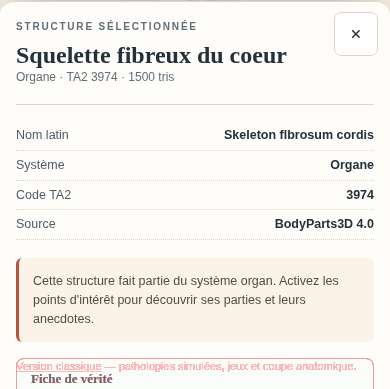 STRUCTURE SÉLECTIONNÉE
×
Squelette fibreux du coeur
Organe · TA2 3974 · 1500 tris
Nom latin Skeleton fIbrosum cordis
Système Organe
Code TA2 3974
Source BodyParts3D 4.0
Cette structure fait partie du système organ. Activez les
points d'intérêt pour découvrir ses parties et leurs
anecdotes.
Version classique — pathologies simulées, jeux et coupe anatomique.
Fiche de vérité